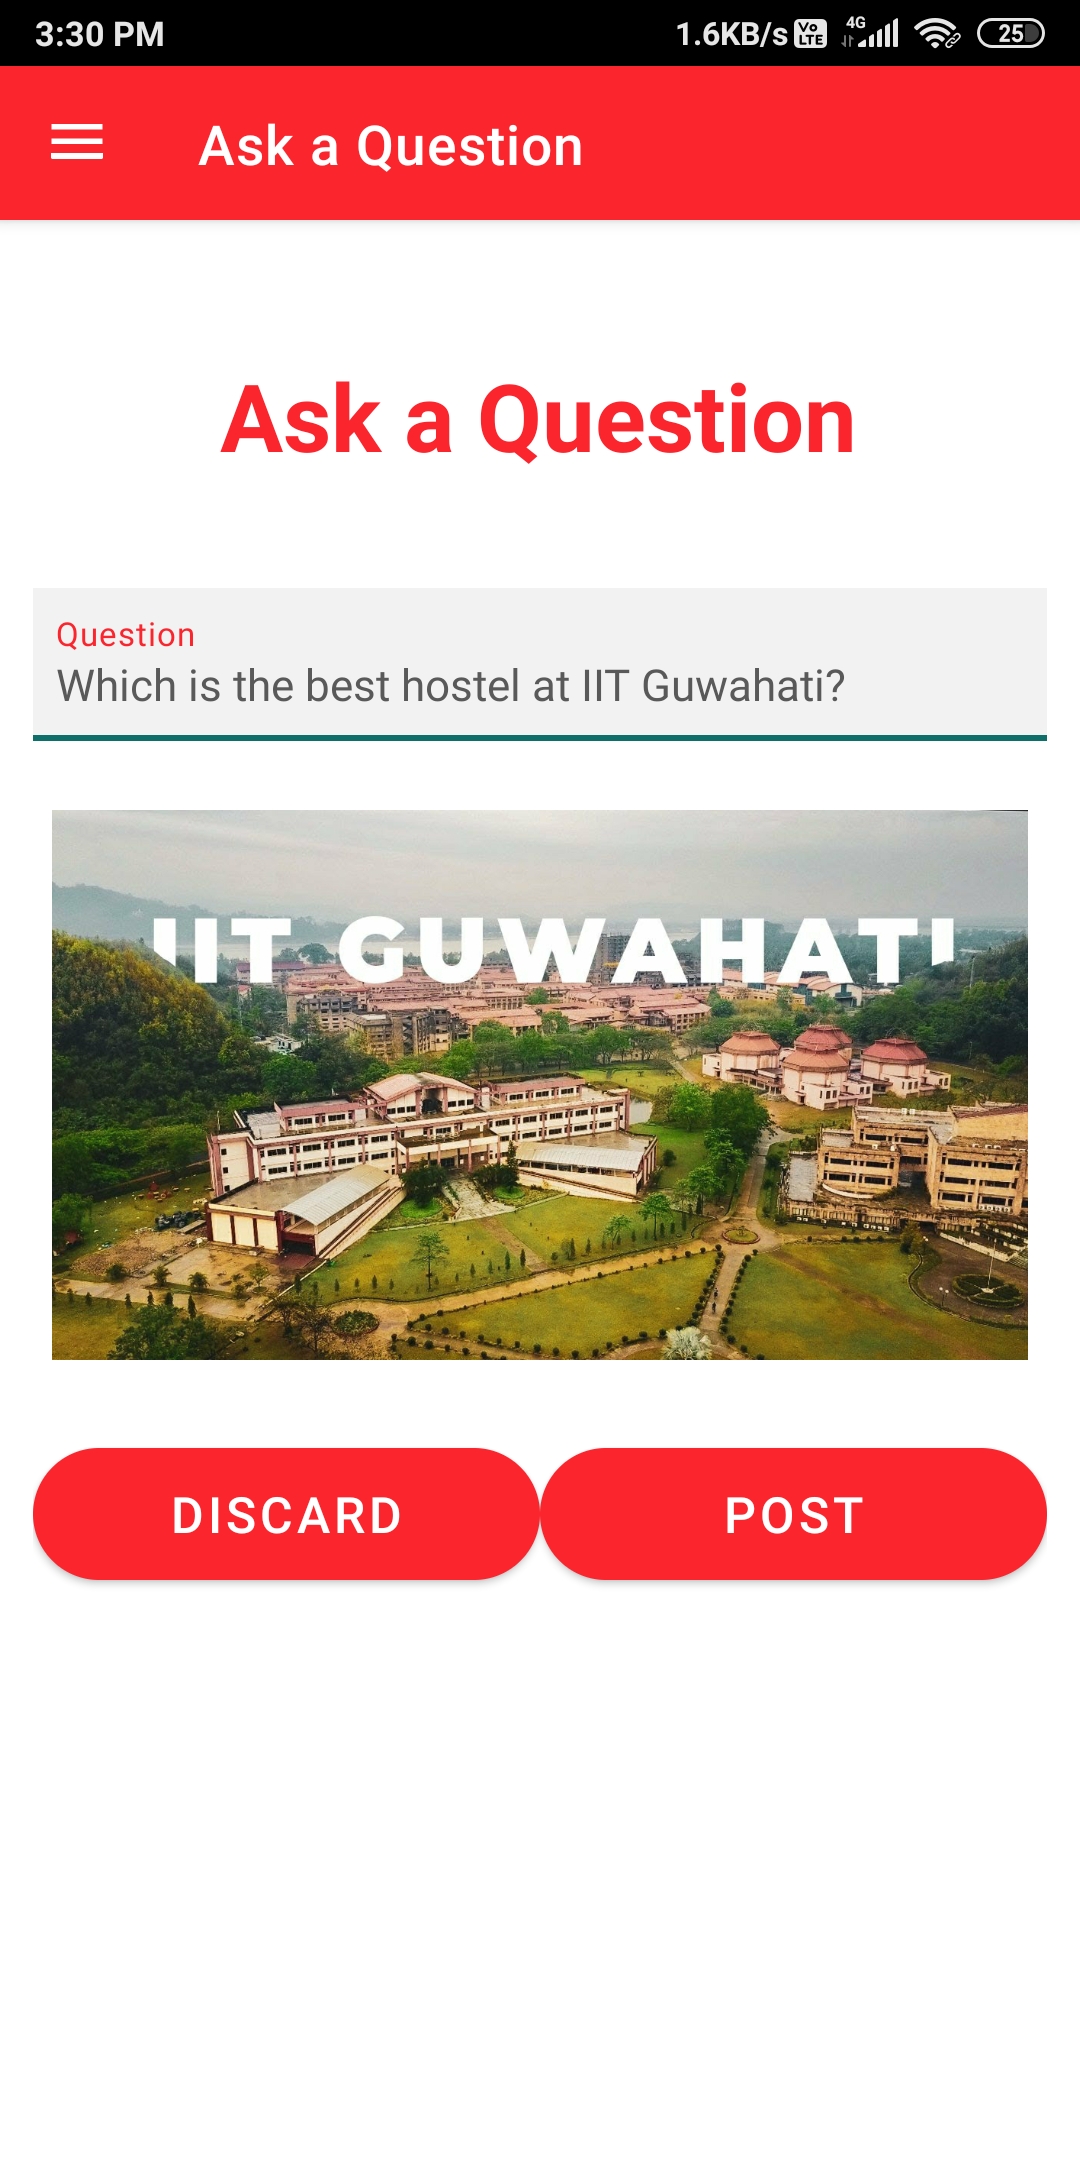 3:30 PM 1.6KB/s Vo LTE 4G 25
Ask a Question
Ask a Question
Question
Which is the best hostel at IIT Guwahati?
IIT GUWAHATI
DISCARD POST